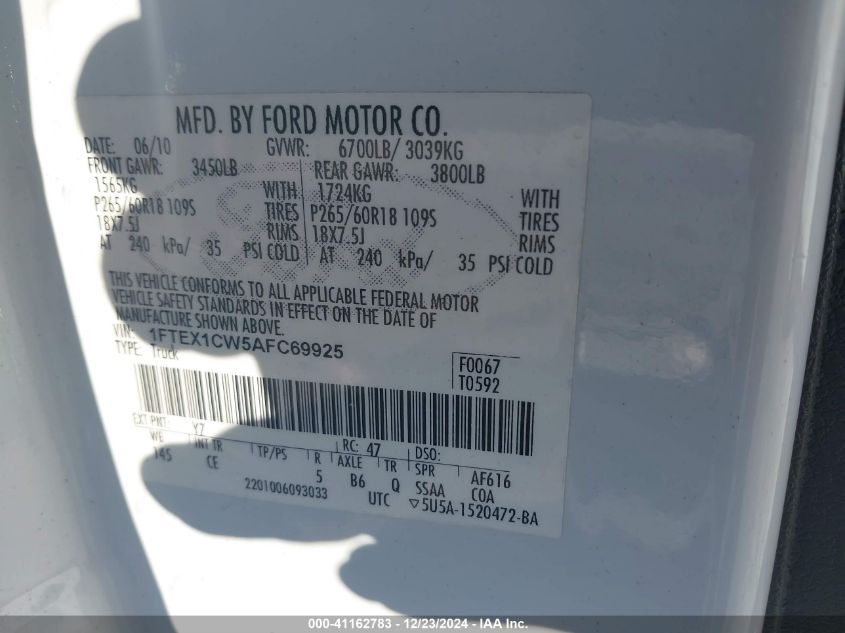 MFD. BY FORD MOTOR CO.
DATE: 06/10 GVWR: 6700LB/ 3039KG
FRONT GAWR: 3450LB REAR GAWR: 3800LB
1565KG WITH 1724KG WITH
P265/60R18 109S TIRES P265/60R18 109S TIRES
18X7.5J RIMS 18X7.5J RIMS
AT 240 kPa/ 35 PSI COLD AT 240 kPa/ 35 PSI COLD
THIS VEHICLE CONFORMS TO ALL APPLICABLE FEDERAL MOTOR
VEHICLE SAFETY STANDARDS IN EFFECT ON THE DATE OF
MANUFACTURE SHOWN ABOVE.
VIN: 1FTEX1CW5AFC69925
TYPE: Truck
F0067
T0592
EXT PNT: YZ RC: 47 DSO:
WB INT TR TP/PS R AXLE TR SPR AF616
145 CE 5 B6 Q SSAA COA
2201006093033 UTC ▽5U5A-1520472-BA
000-41162783 - 12/23/2024 - IAA Inc.